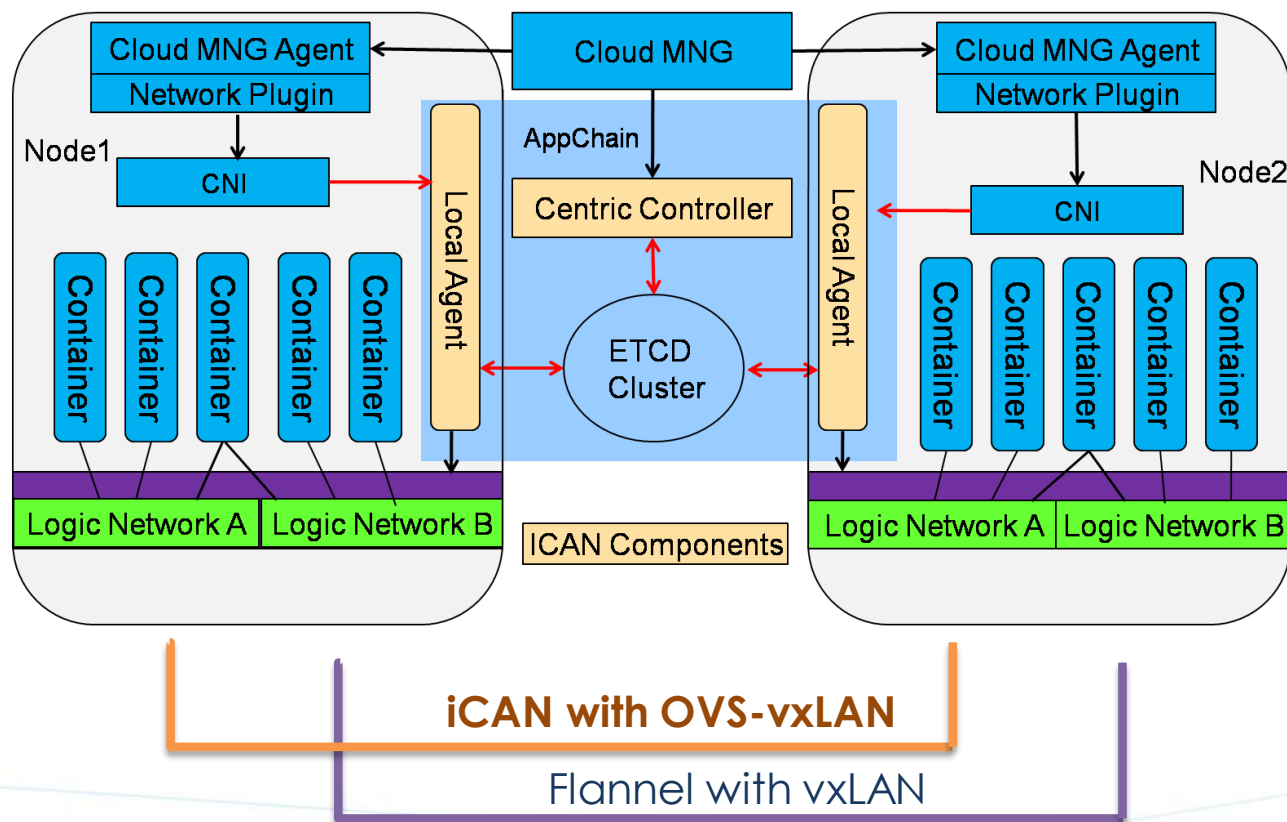 Cloud MNG Agent
Network Plugin
Node1
CNI
Container
Container
Container
Container
Container
Local Agent
Logic Network A
Logic Network B
Cloud MNG
AppChain
Centric Controller
ETCD
Cluster
ICAN Components
Cloud MNG Agent
Network Plugin
Node2
CNI
Local Agent
Container
Container
Container
Container
Container
Logic Network A
Logic Network B
iCAN with OVS-vxLAN
Flannel with vxLAN